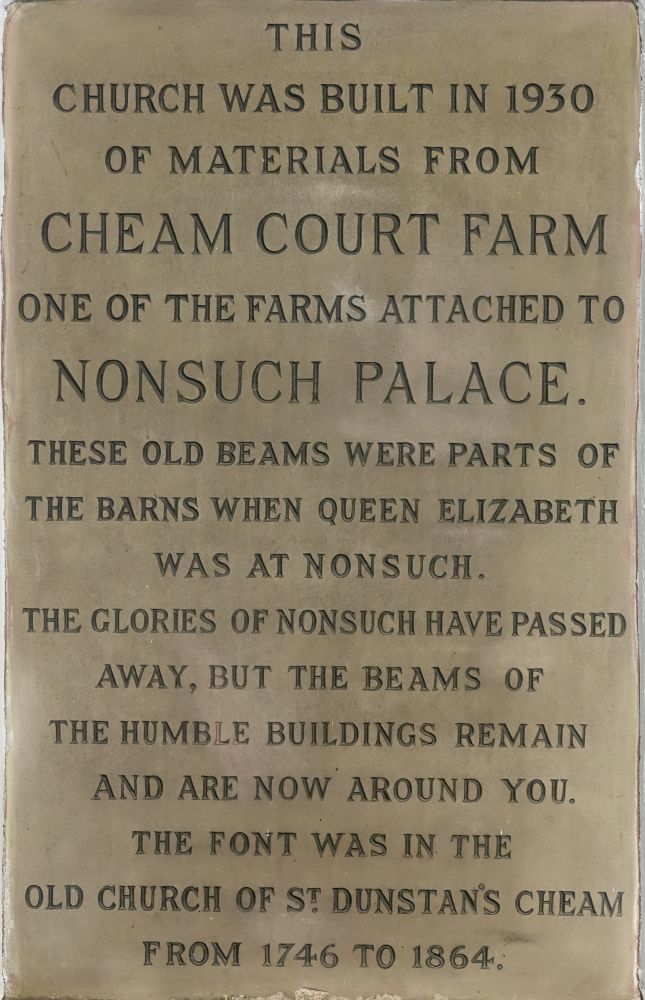 THIS
CHURCH WAS BUILT IN 1930
OF MATERIALS FROM
CHEAM COURT FARM
ONE OF THE FARMS ATTACHED TO
NONSUCH PALACE.
THESE OLD BEAMS WERE PARTS OF
THE BARNS WHEN QUEEN ELIZABETH
WAS AT NONSUCH.
THE GLORIES OF NONSUCH HAVE PASSED
AWAY, BUT THE BEAMS OF
THE HUMBLE BUILDINGS REMAIN
AND ARE NOW AROUND YOU.
THE FONT WAS IN THE
OLD CHURCH OF ST. DUNSTAN'S CHEAM
FROM 1746 TO 1864.